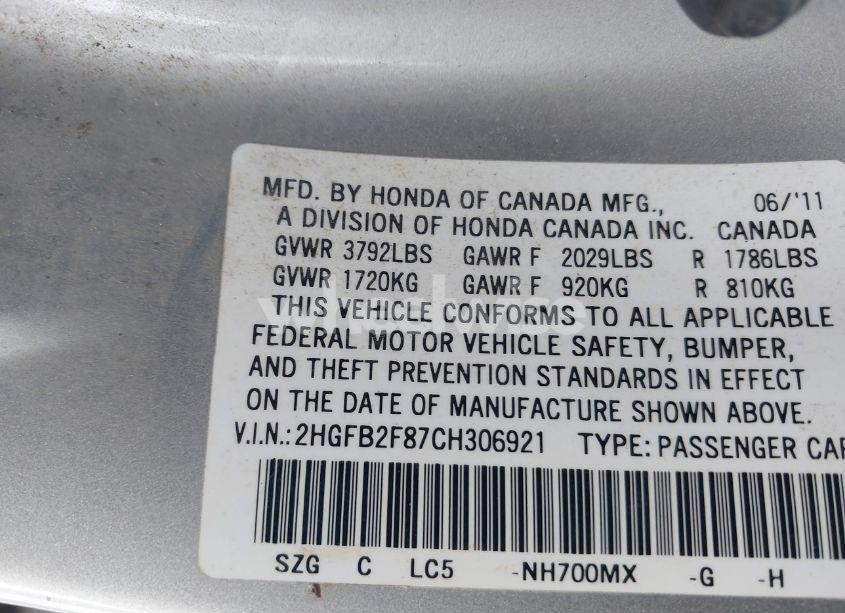 MFD. BY HONDA OF CANADA MFG., 06/'11
A DIVISION OF HONDA CANADA INC. CANADA
GVWR 3792LBS GAWR F 2029LBS R 1786LBS
GVWR 1720KG GAWR F 920KG R 810KG
THIS VEHICLE CONFORMS TO ALL APPLICABLE
FEDERAL MOTOR VEHICLE SAFETY, BUMPER,
AND THEFT PREVENTION STANDARDS IN EFFECT
ON THE DATE OF MANUFACTURE SHOWN ABOVE.
V.I.N.: 2HGFB2F87CH306921 TYPE: PASSENGER CAR
SZG C LC5 -NH700MX -G -H
wheelwise